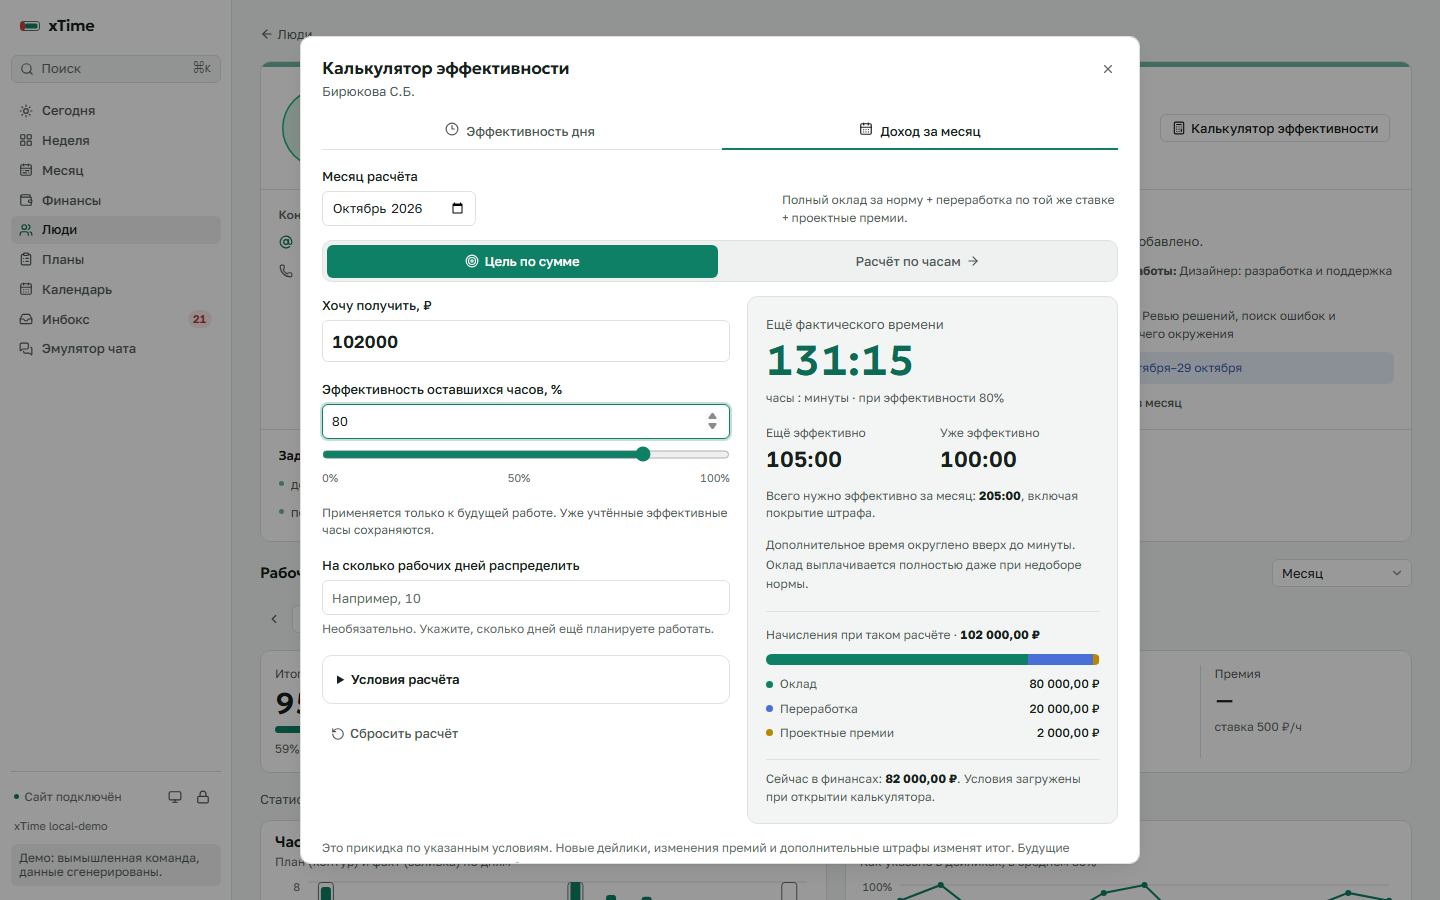 xTime
Поиск
⌘K
Сегодня
Неделя
Месяц
Финансы
Люди
Планы
Календарь
Инбокс
21
Эмулятор чата
Сайт подключён
xTime local-demo
Демо: вымышленная команда,
данные сгенерированы.
Люди
Калькулятор эффективности
Бирюкова С.Б.
Эффективность дня
Доход за месяц
Месяц расчёта
Октябрь 2026
Полный оклад за норму + переработка по той же ставке
+ проектные премии.
Цель по сумме
Расчёт по часам →
Хочу получить, ₽
102000
Эффективность оставшихся часов, %
80
0%
50%
100%
Применяется только к будущей работе. Уже учтённые эффективные
часы сохраняются.
На сколько рабочих дней распределить
Например, 10
Необязательно. Укажите, сколько дней ещё планируете работать.
Условия расчёта
Сбросить расчёт
Ещё фактического времени
131:15
часы : минуты · при эффективности 80%
Ещё эффективно
Уже эффективно
105:00
100:00
Всего нужно эффективно за месяц: 205:00, включая
покрытие штрафа.
Дополнительное время округлено вверх до минуты.
Оклад выплачивается полностью даже при недоборе
нормы.
Начисления при таком расчёте · 102 000,00 ₽
Оклад
80 000,00 ₽
Переработка
20 000,00 ₽
Проектные премии
2 000,00 ₽
Сейчас в финансах: 82 000,00 ₽. Условия загружены
при открытии калькулятора.
Это прикидка по указанным условиям. Новые дейлики, изменения премий и дополнительные штрафы изменят итог. Будущие
Калькулятор эффективности
Дизайнер: разработка и поддержка
Ревью решений, поиск ошибок и
29 октября
месяц
Месяц
59%
Премия
—
ставка 500 ₽/ч
8
100%